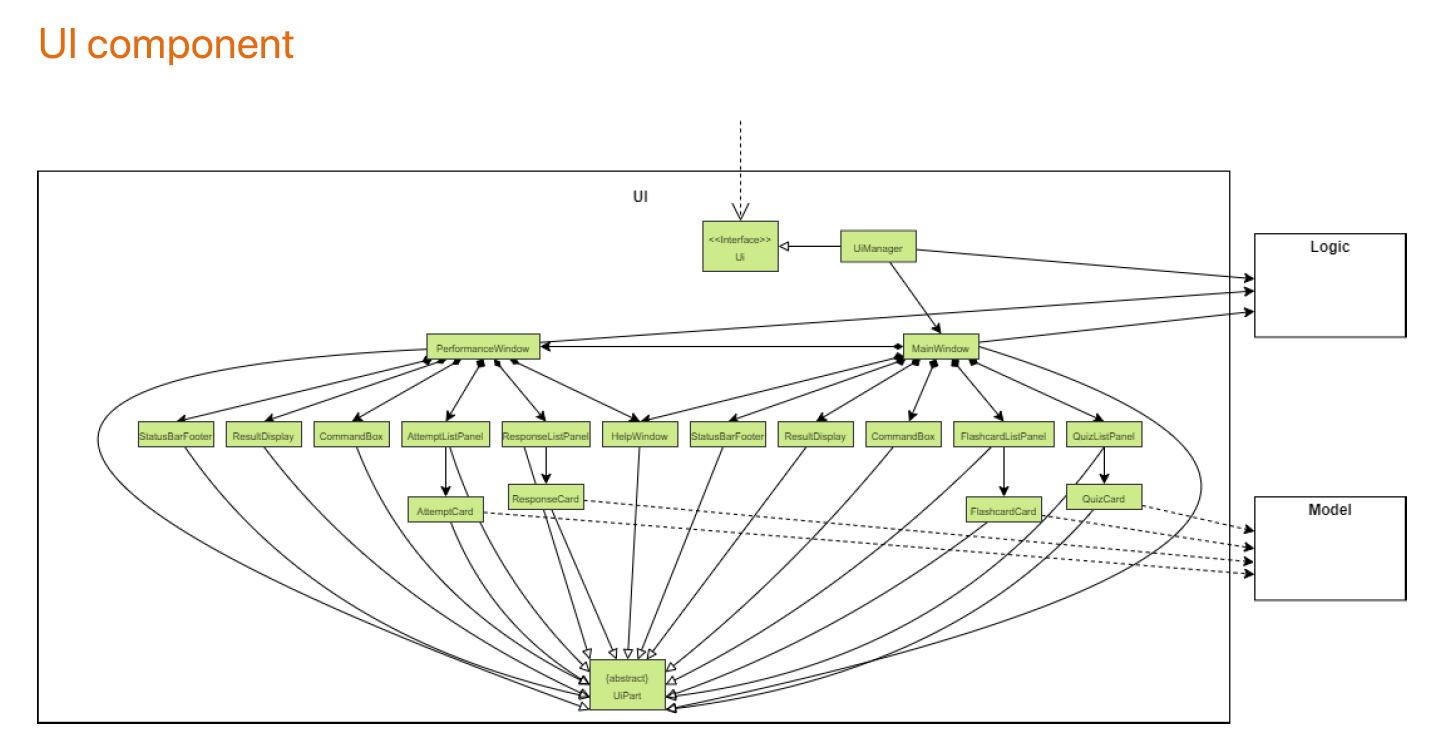 UI component
UI
<<Interface>>
Ui
UiManager
Logic
PerformanceWindow
MainWindow
StatusBarFooter
ResultDisplay
CommandBox
AttemptListPanel
ResponseListPanel
HelpWindow
StatusBarFooter
ResultDisplay
CommandBox
FlashcardListPanel
QuizListPanel
AttemptCard
ResponseCard
FlashcardCard
QuizCard
Model
{abstract}
UiPart